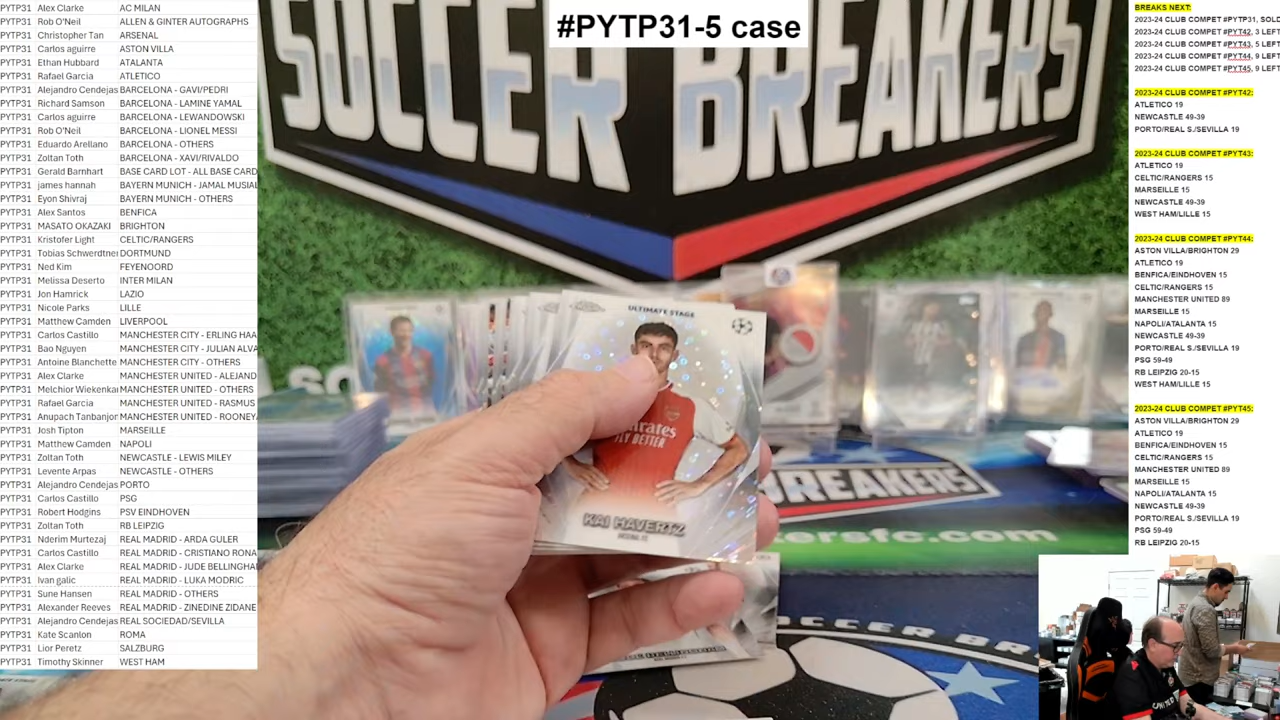 #PYTP31-5 case
PYTP31 Alex Clarke AC MILAN
PYTP31 Rob O'Neil ALLEN & GINTER AUTOGRAPHS
PYTP31 Christopher Tan ARSENAL
PYTP31 Carlos aguirre ASTON VILLA
PYTP31 Ethan Hubbard ATALANTA
PYTP31 Rafael Garcia ATLETICO
PYTP31 Alejandro Cendejas BARCELONA - GAVI/PEDRI
PYTP31 Richard Samson BARCELONA - LAMINE YAMAL
PYTP31 Carlos aguirre BARCELONA - LEWANDOWSKI
PYTP31 Rob O'Neil BARCELONA - LIONEL MESSI
PYTP31 Eduardo Arellano BARCELONA - OTHERS
PYTP31 Zoltan Toth BARCELONA - XAVI/RIVALDO
PYTP31 Gerald Barnhart BASE CARD LOT - ALL BASE CARD
PYTP31 james hannah BAYERN MUNICH - JAMAL MUSIAL
PYTP31 Eyon Shivraj BAYERN MUNICH - OTHERS
PYTP31 Alex Santos BENFICA
PYTP31 MASATO OKAZAKI BRIGHTON
PYTP31 Kristofer Light CELTIC/RANGERS
PYTP31 Tobias Schwerdtner DORTMUND
PYTP31 Ned Kim FEYENOORD
PYTP31 Melissa Deserto INTER MILAN
PYTP31 Jon Hamrick LAZIO
PYTP31 Nicole Parks LILLE
PYTP31 Matthew Camden LIVERPOOL
PYTP31 Carlos Castillo MANCHESTER CITY - ERLING HAA
PYTP31 Bao Nguyen MANCHESTER CITY - JULIAN ALVA
PYTP31 Antoine Blanchette MANCHESTER CITY - OTHERS
PYTP31 Alex Clarke MANCHESTER UNITED - ALEJAND
PYTP31 Melchior Wiekenkar MANCHESTER UNITED - OTHERS
PYTP31 Rafael Garcia MANCHESTER UNITED - RASMUS
PYTP31 Anupach Tanbanjor MANCHESTER UNITED - ROONEY
PYTP31 Josh Tipton MARSEILLE
PYTP31 Matthew Camden NAPOLI
PYTP31 Zoltan Toth NEWCASTLE - LEWIS MILEY
PYTP31 Levente Arpas NEWCASTLE - OTHERS
PYTP31 Alejandro Cendejas PORTO
PYTP31 Carlos Castillo PSG
PYTP31 Robert Hodgins PSV EINDHOVEN
PYTP31 Zoltan Toth RB LEIPZIG
PYTP31 Nderim Murtezaj REAL MADRID - ARDA GULER
PYTP31 Carlos Castillo REAL MADRID - CRISTIANO RONA
PYTP31 Alex Clarke REAL MADRID - JUDE BELLINGHA
PYTP31 Ivan galic REAL MADRID - LUKA MODRIC
PYTP31 Sune Hansen REAL MADRID - OTHERS
PYTP31 Alexander Reeves REAL MADRID - ZINEDINE ZIDANE
PYTP31 Alejandro Cendejas REAL SOCIEDAD/SEVILLA
PYTP31 Kate Scanlon ROMA
PYTP31 Lior Peretz SALZBURG
PYTP31 Timothy Skinner WEST HAM
SOCCER BREAKERS
ULTIMATE STAGE
Emirates
FLY BETTER
KAI HAVERTZ
ARSENAL FC
BREAKERS
ersfc.com
SOCCER BR
BREAKS NEXT:
2023-24 CLUB COMPET #PYTP31, SOLD
2023-24 CLUB COMPET #PYT42, 3 LEFT
2023-24 CLUB COMPET #PYT43, 5 LEFT
2023-24 CLUB COMPET #PYT44, 9 LEFT
2023-24 CLUB COMPET #PYT45, 9 LEFT
2023-24 CLUB COMPET #PYT42:
ATLETICO 19
NEWCASTLE 49-39
PORTO/REAL S./SEVILLA 19
2023-24 CLUB COMPET #PYT43:
ATLETICO 19
CELTIC/RANGERS 15
MARSEILLE 15
NEWCASTLE 49-39
WEST HAM/LILLE 15
2023-24 CLUB COMPET #PYT44:
ASTON VILLA/BRIGHTON 29
ATLETICO 19
BENFICA/EINDHOVEN 15
CELTIC/RANGERS 15
MANCHESTER UNITED 89
MARSEILLE 15
NAPOLI/ATALANTA 15
NEWCASTLE 49-39
PORTO/REAL S./SEVILLA 19
PSG 59-49
RB LEIPZIG 20-15
WEST HAM/LILLE 15
2023-24 CLUB COMPET #PYT45:
ASTON VILLA/BRIGHTON 29
ATLETICO 19
BENFICA/EINDHOVEN 15
CELTIC/RANGERS 15
MANCHESTER UNITED 89
MARSEILLE 15
NAPOLI/ATALANTA 15
NEWCASTLE 49-39
PORTO/REAL S./SEVILLA 19
PSG 59-49
RB LEIPZIG 20-15